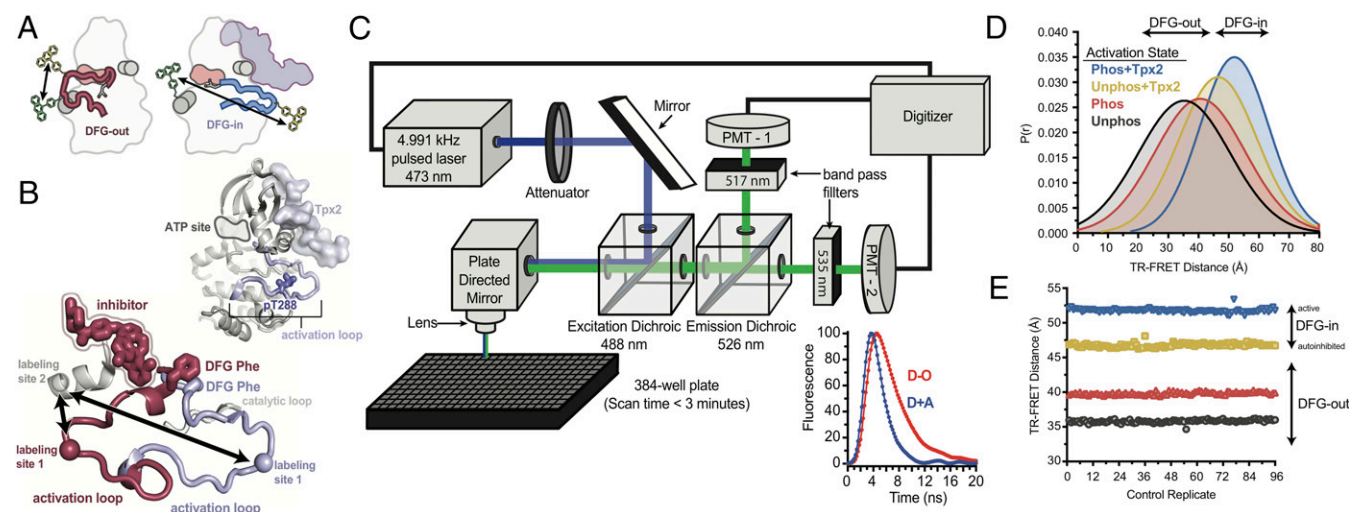 A
DFG-out
DFG-in
B
ATP site
Tpx2
pT288
activation loop
inhibitor
labeling
site 2
DFG Phe
DFG Phe
catalytic loop
labeling
site 1
labeling
site 1
activation loop
activation loop
C
4.991 kHz
pulsed laser
473 nm
Attenuator
Mirror
PMT - 1
517 nm
band pass
fillters
Digitizer
Plate
Directed
Mirror
Lens
535 nm
PMT - 2
Excitation Dichroic
488 nm
Emission Dichroic
526 nm
384-well plate
(Scan time < 3 minutes)
Fluorescence
100
80
60
40
20
0
D-O
D+A
0 4 8 12 16 20
Time (ns)
D
DFG-out DFG-in
P(r)
0.040
0.035
0.030
0.025
0.020
0.015
0.010
0.005
0.000
Activation State
Phos+Tpx2
Unphos+Tpx2
Phos
Unphos
0 10 20 30 40 50 60 70 80
TR-FRET Distance (Å)
E
TR-FRET Distance (Å)
55
50
45
40
35
30
active
DFG-in
autoinhibited
DFG-out
0 12 24 36 48 60 72 84 96
Control Replicate